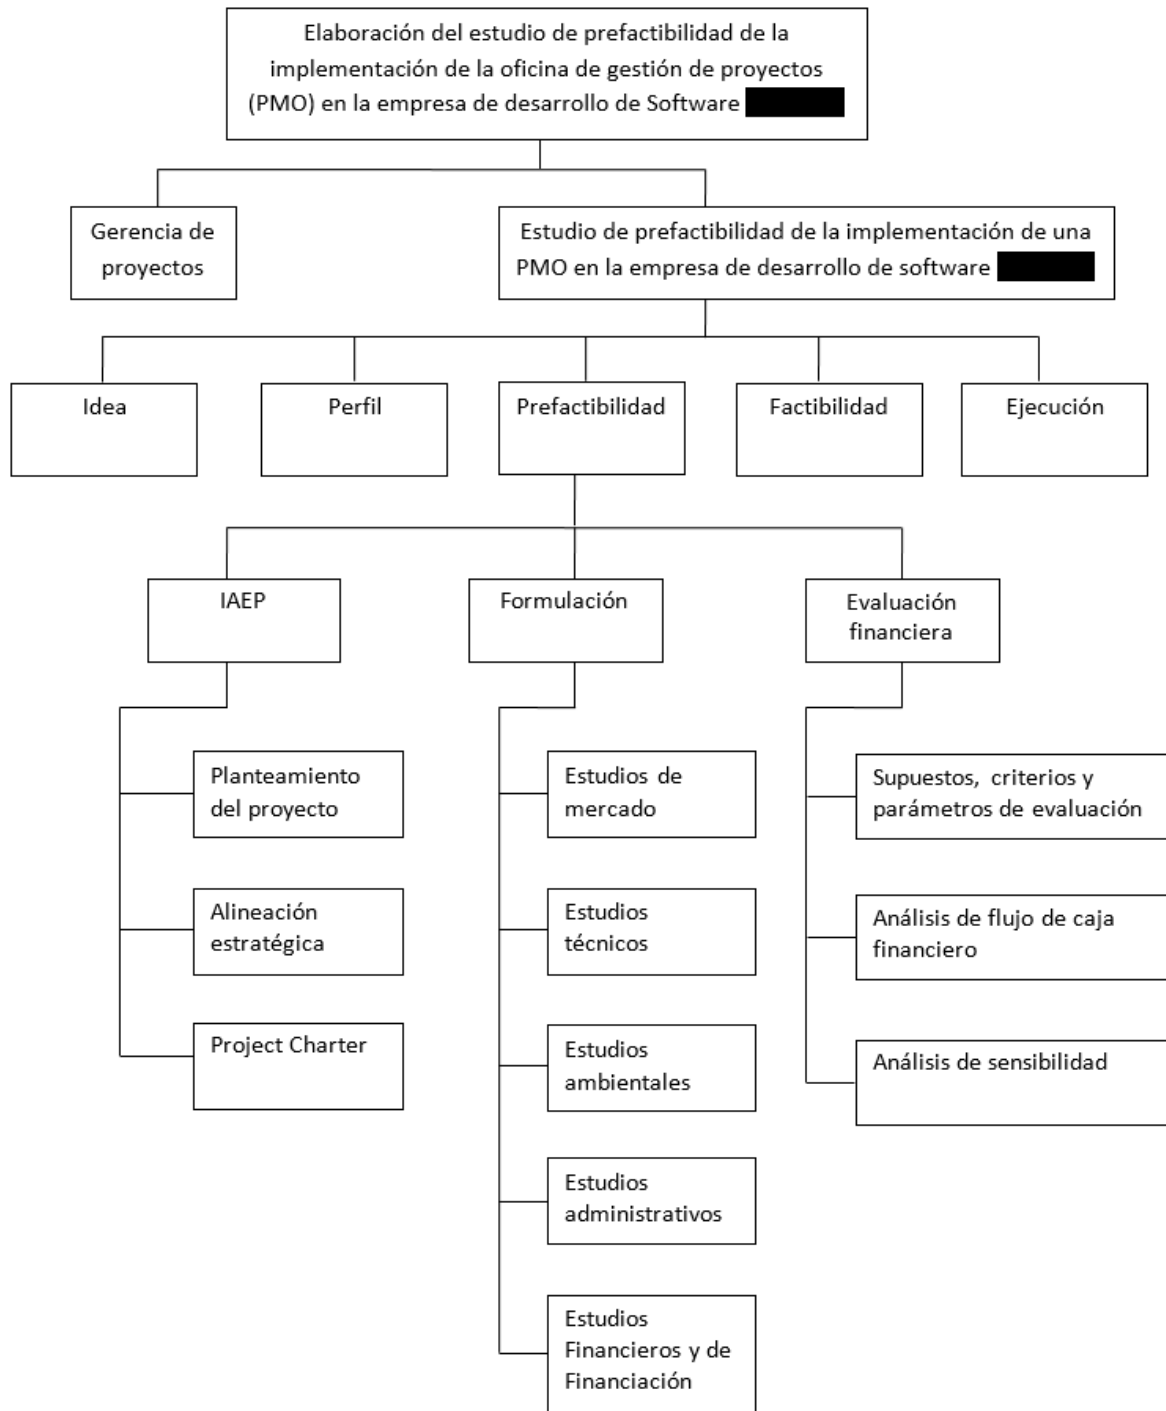 Elaboración del estudio de prefactibilidad de la
implementación de la oficina de gestión de proyectos
(PMO) en la empresa de desarrollo de Software
Gerencia de
proyectos
Estudio de prefactibilidad de la implementación de una
PMO en la empresa de desarrollo de software
Idea
Perfil
Prefactibilidad
Factibilidad
Ejecución
IAEP
Formulación
Evaluación
financiera
Planteamiento
del proyecto
Alineación
estratégica
Project Charter
Estudios de
mercado
Estudios
técnicos
Estudios
ambientales
Estudios
administrativos
Estudios
Financieros y de
Financiación
Supuestos, criterios y
parámetros de evaluación
Análisis de flujo de caja
financiero
Análisis de sensibilidad